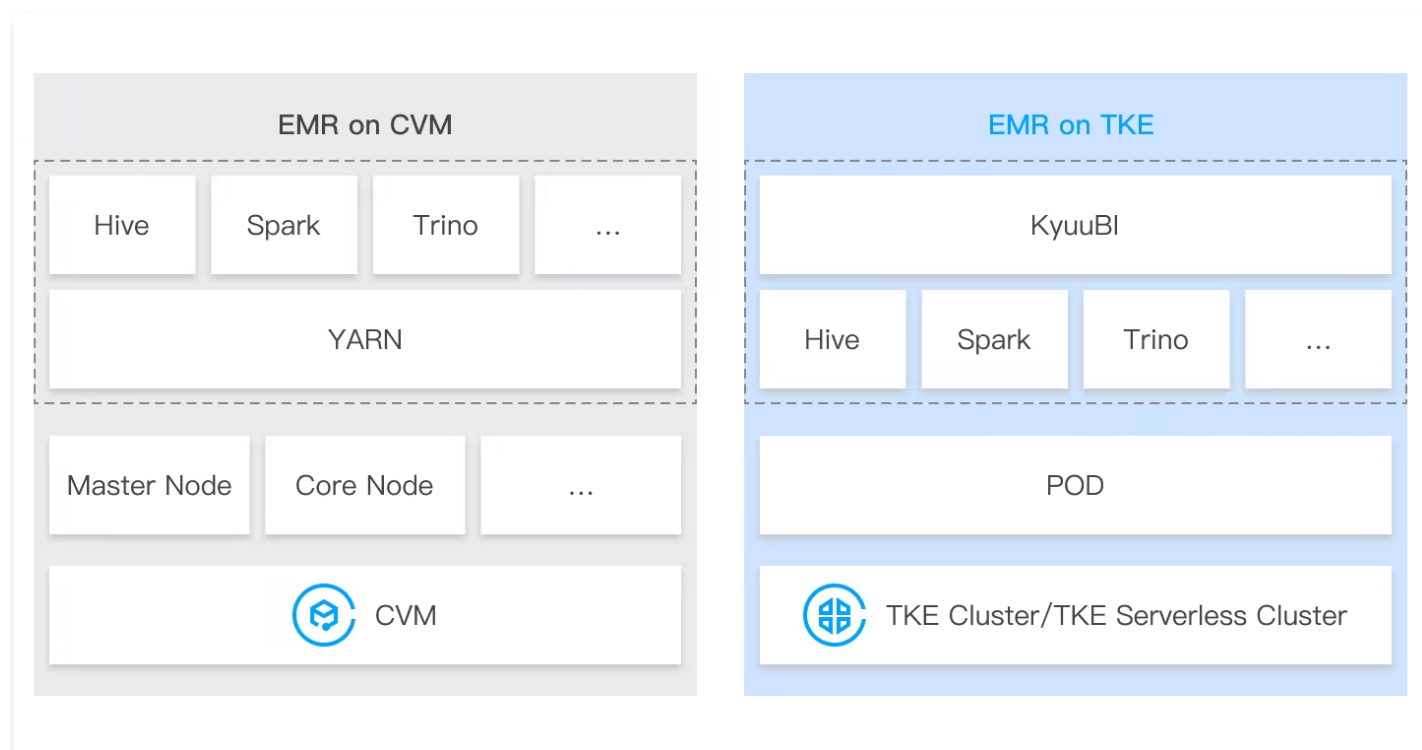 EMR on CVM
Hive
Spark
Trino
...
YARN
Master Node
Core Node
...
CVM
EMR on TKE
KyuuBI
Hive
Spark
Trino
...
POD
TKE Cluster/TKE Serverless Cluster